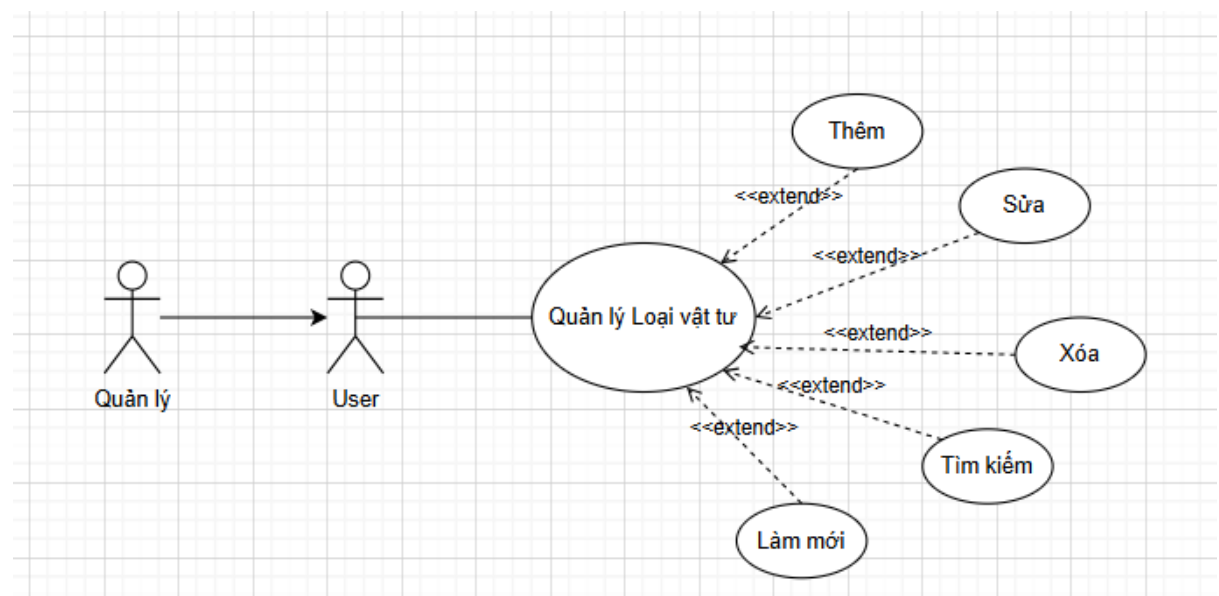 Thêm
<<extend>>
Sửa
<<extend>>
Quản lý Loại vật tư
<<extend>>
Xóa
<<extend>>
Quản lý
User
<<extend>>
Tìm kiếm
Làm mới